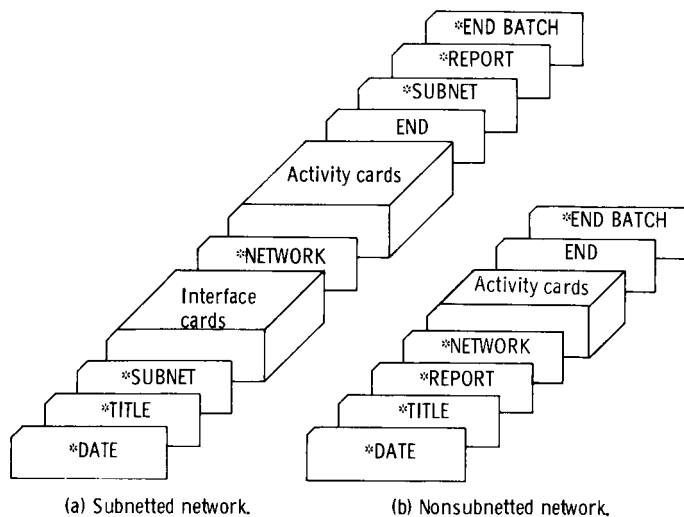 *END BATCH
*REPORT
*SUBNET
END
Activity cards
*NETWORK
Interface
cards
*SUBNET
*TITLE
*DATE
(a) Subnetted network.
*END BATCH
END
Activity cards
*NETWORK
*REPORT
*TITLE
*DATE
(b) Nonsubnetted network.